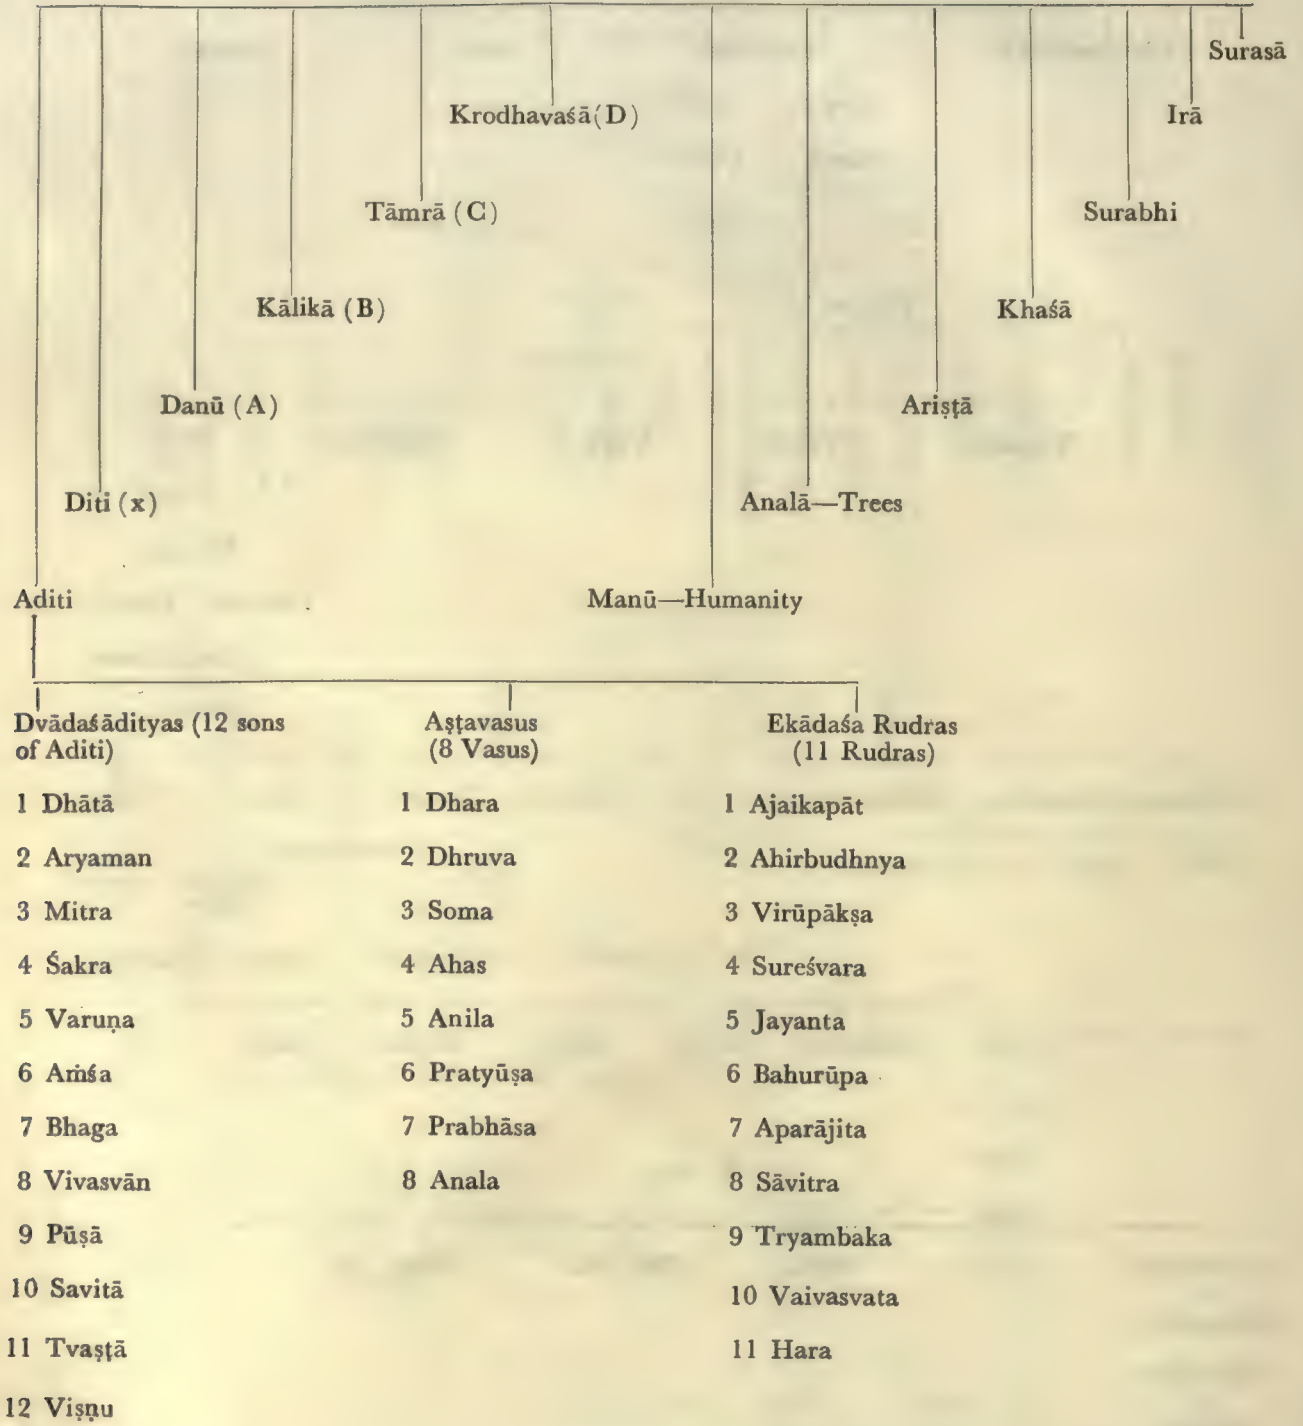 Surasā
Krodhavaśā(D)
Irā
Tāmrā (C)
Surabhi
Kālikā (B)
Khaśā
Danū (A)
Ariṣṭā
Diti (x)
Analā—Trees
Aditi
Manū—Humanity
Dvādaśādityas (12 sons
of Aditi)
1 Dhātā
2 Aryaman
3 Mitra
4 Śakra
5 Varuṇa
6 Aṁśa
7 Bhaga
8 Vivasvān
9 Pūṣā
10 Savitā
11 Tvaṣṭā
12 Viṣṇu
Aṣṭavasus
(8 Vasus)
1 Dhara
2 Dhruva
3 Soma
4 Ahas
5 Anila
6 Pratyūṣa
7 Prabhāsa
8 Anala
Ekādaśa Rudras
(11 Rudras)
1 Ajaikapāt
2 Ahirbudhnya
3 Virūpākṣa
4 Sureśvara
5 Jayanta
6 Bahurūpa
7 Aparājita
8 Sāvitra
9 Tryambaka
10 Vaivasvata
11 Hara